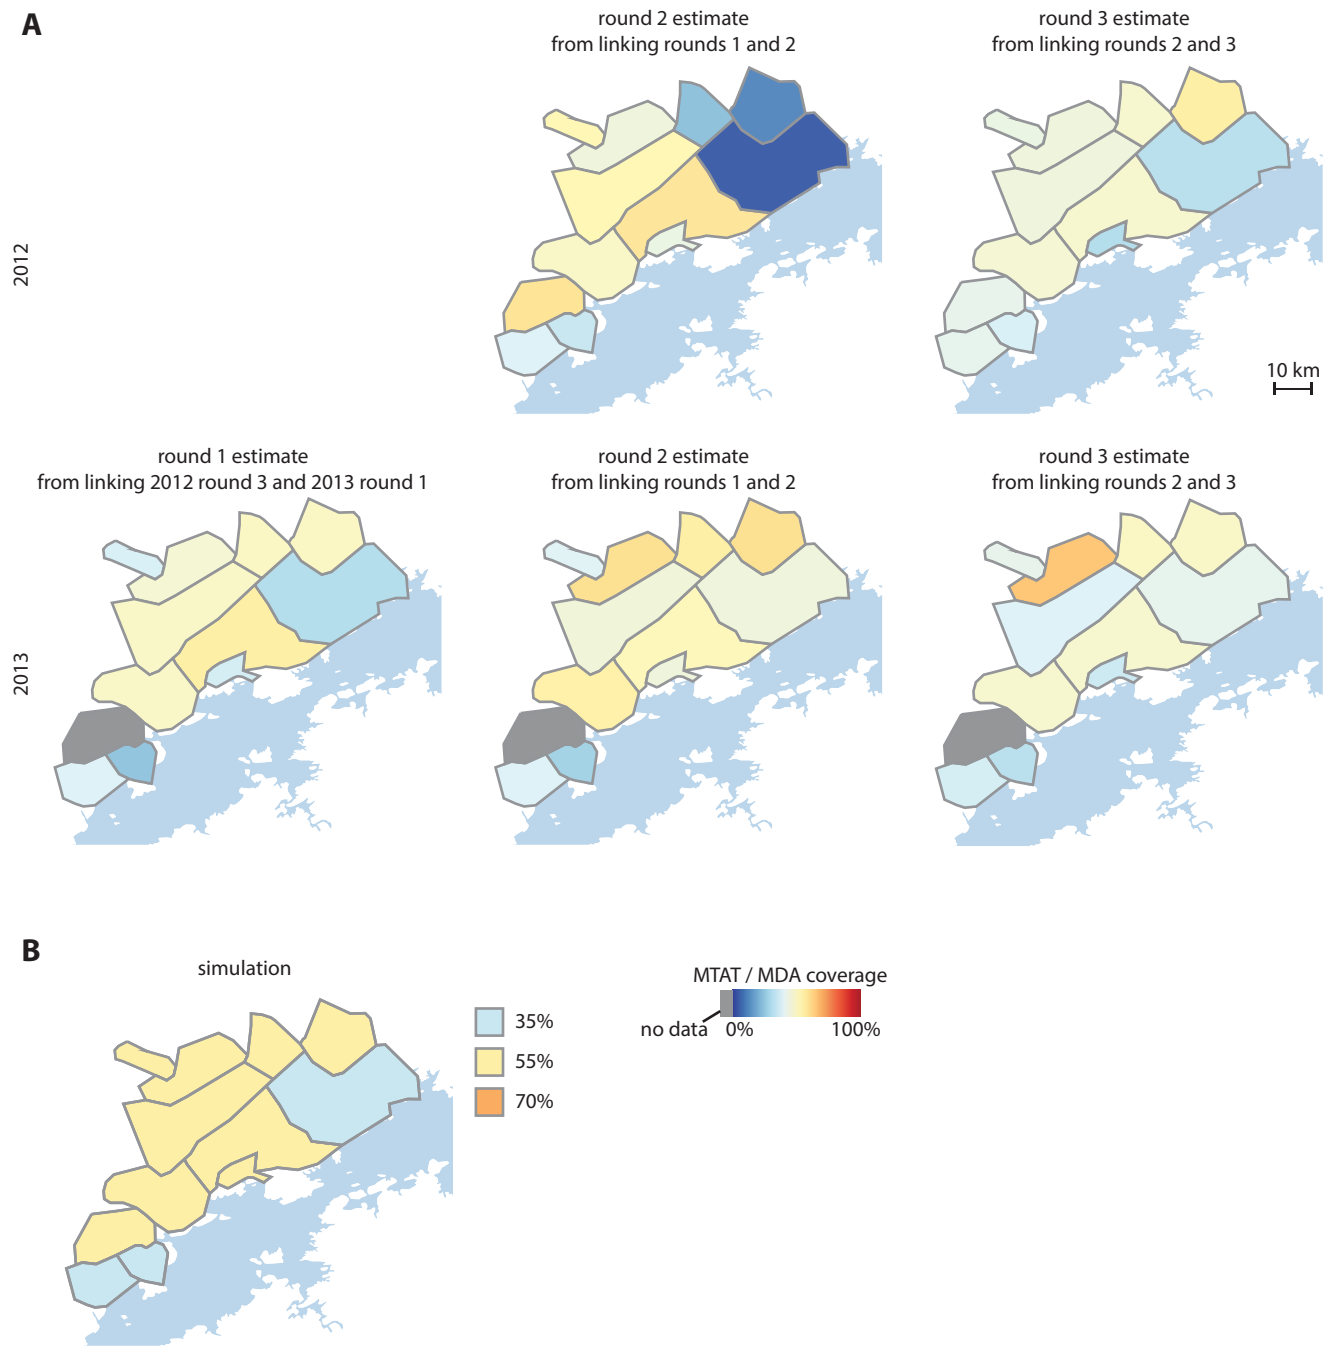 A
round 2 estimate
from linking rounds 1 and 2
round 3 estimate
from linking rounds 2 and 3
2012
10 km
round 1 estimate
from linking 2012 round 3 and 2013 round 1
round 2 estimate
from linking rounds 1 and 2
round 3 estimate
from linking rounds 2 and 3
2013
B
simulation
35%
55%
70%
MTAT / MDA coverage
no data
0%
100%